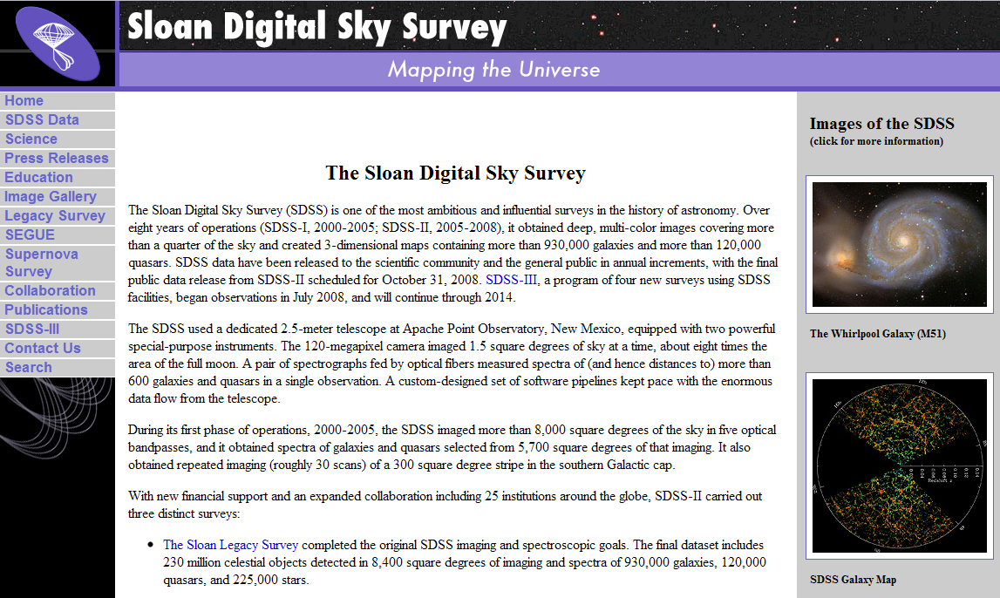 Sloan Digital Sky Survey
Mapping the Universe
Home
SDSS Data
Science
Press Releases
Education
Image Gallery
Legacy Survey
SEGUE
Supernova
Survey
Collaboration
Publications
SDSS-III
Contact Us
Search
The Sloan Digital Sky Survey
The Sloan Digital Sky Survey (SDSS) is one of the most ambitious and influential surveys in the history of astronomy. Over
eight years of operations (SDSS-I, 2000-2005; SDSS-II, 2005-2008), it obtained deep, multi-color images covering more
than a quarter of the sky and created 3-dimensional maps containing more than 930,000 galaxies and more than 120,000
quasars. SDSS data have been released to the scientific community and the general public in annual increments, with the final
public data release from SDSS-II scheduled for October 31, 2008. SDSS-III, a program of four new surveys using SDSS
facilities, began observations in July 2008, and will continue through 2014.
The SDSS used a dedicated 2.5-meter telescope at Apache Point Observatory, New Mexico, equipped with two powerful
special-purpose instruments. The 120-megapixel camera imaged 1.5 square degrees of sky at a time, about eight times the
area of the full moon. A pair of spectrographs fed by optical fibers measured spectra of (and hence distances to) more than
600 galaxies and quasars in a single observation. A custom-designed set of software pipelines kept pace with the enormous
data flow from the telescope.
During its first phase of operations, 2000-2005, the SDSS imaged more than 8,000 square degrees of the sky in five optical
bandpasses, and it obtained spectra of galaxies and quasars selected from 5,700 square degrees of that imaging. It also
obtained repeated imaging (roughly 30 scans) of a 300 square degree stripe in the southern Galactic cap.
With new financial support and an expanded collaboration including 25 institutions around the globe, SDSS-II carried out
three distinct surveys:
• The Sloan Legacy Survey completed the original SDSS imaging and spectroscopic goals. The final dataset includes
230 million celestial objects detected in 8,400 square degrees of imaging and spectra of 930,000 galaxies, 120,000
quasars, and 225,000 stars.
Images of the SDSS
(click for more information)
The Whirlpool Galaxy (M51)
Redshift z
SDSS Galaxy Map